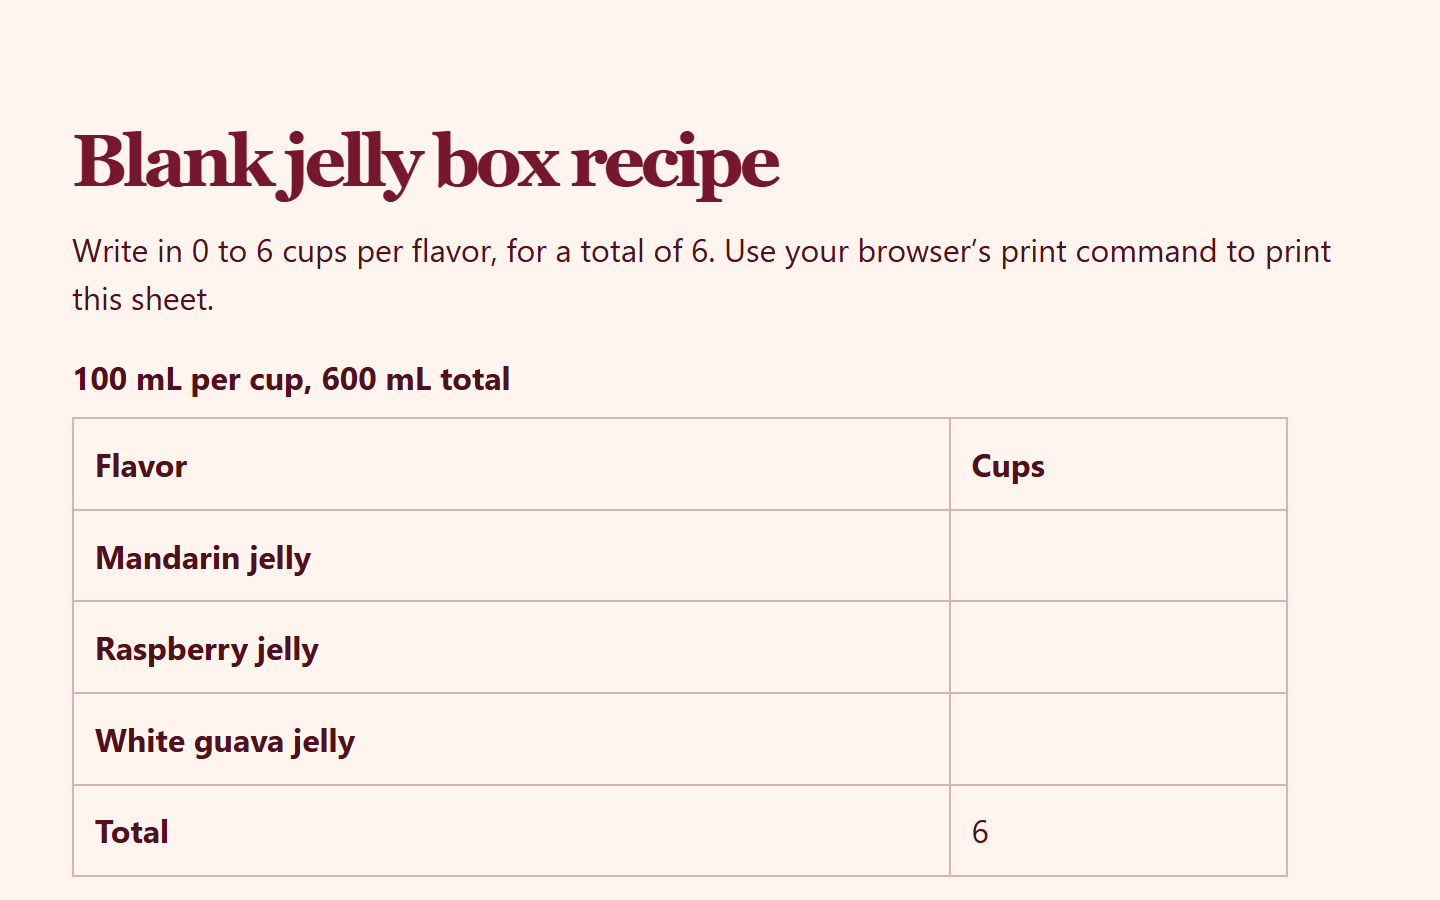 Blank jelly box recipe
Write in 0 to 6 cups per flavor, for a total of 6. Use your browser’s print command to print
this sheet.
100 mL per cup, 600 mL total
Flavor Cups
Mandarin jelly
Raspberry jelly
White guava jelly
Total 6